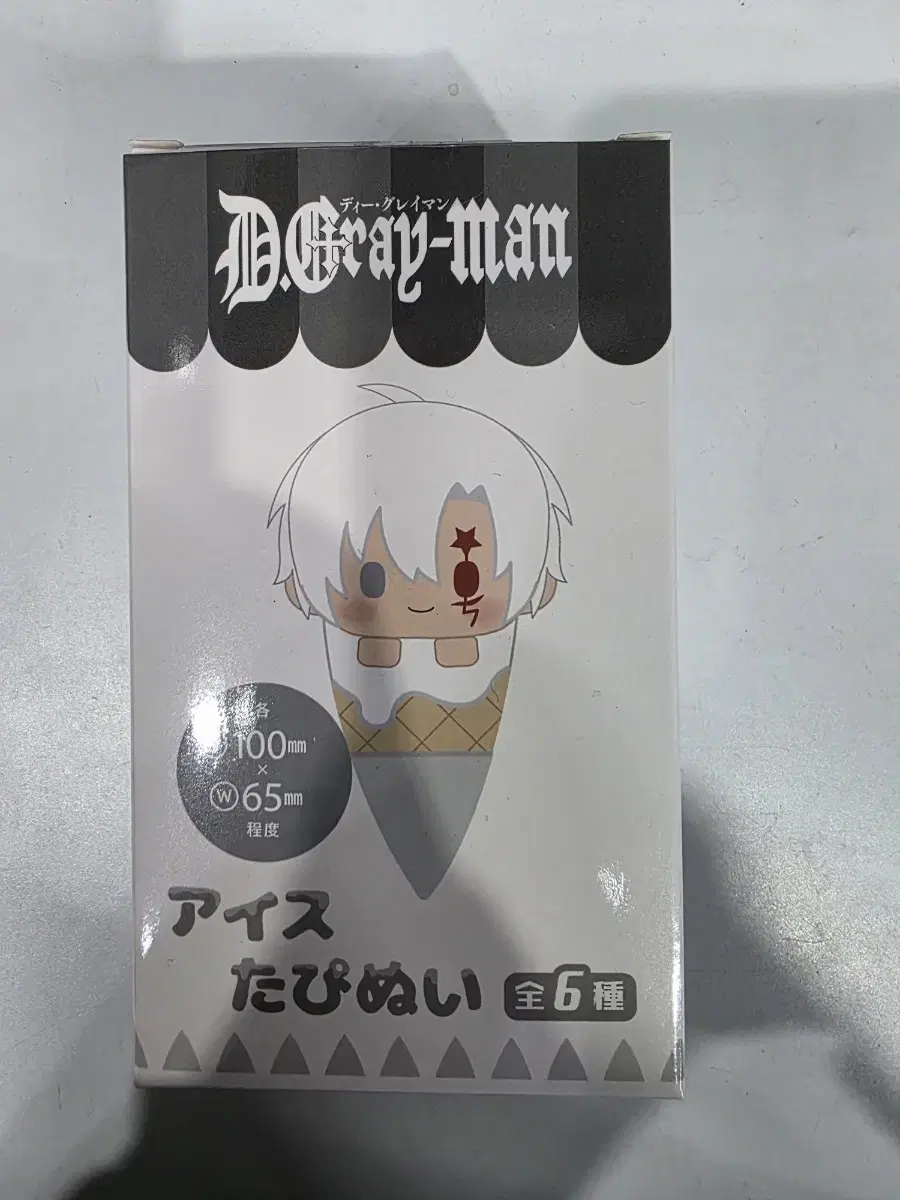 ディー・グレイマン
D.Gray-man
各
100mm
×
Ⓦ65mm
程度
アイス
たぴぬい
全6種